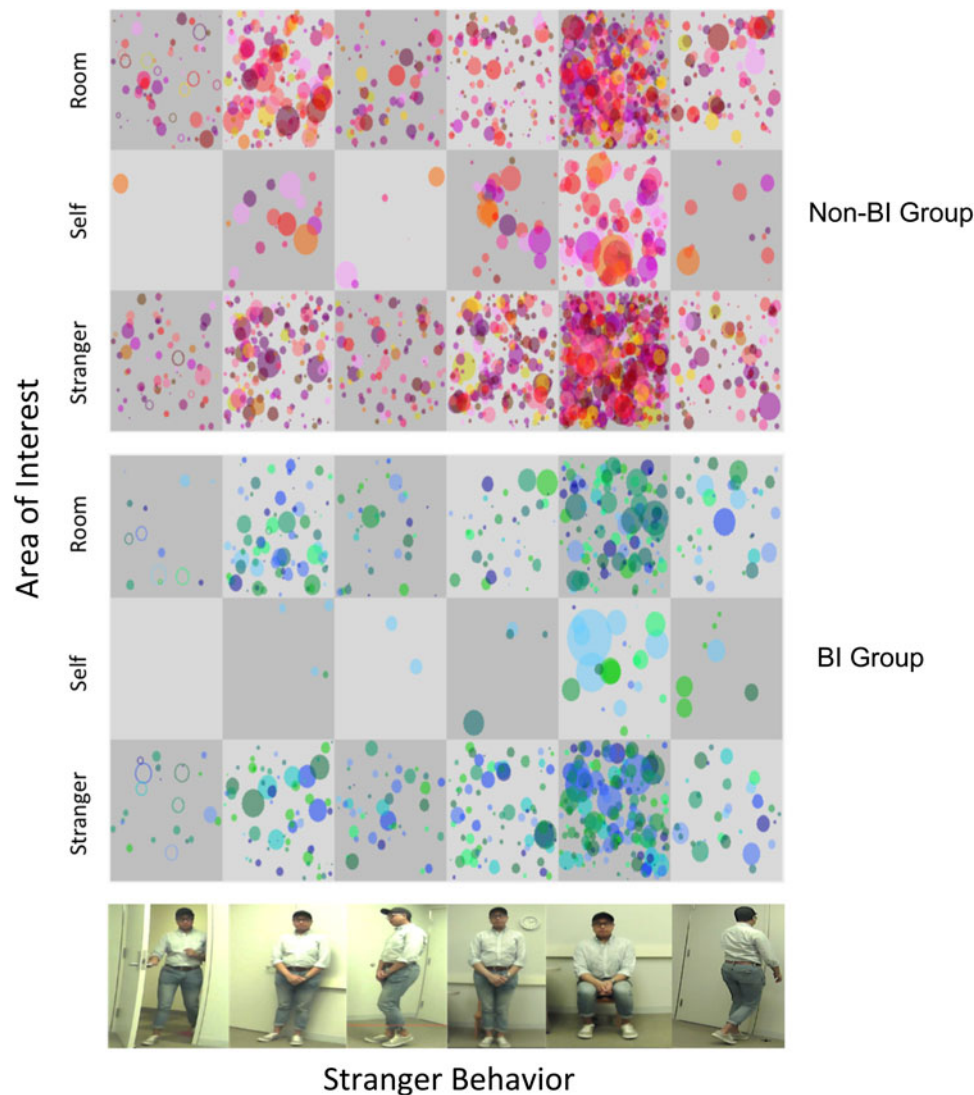 Area of Interest
Room
Self
Stranger
Non-BI Group
Room
Self
Stranger
BI Group
Stranger Behavior